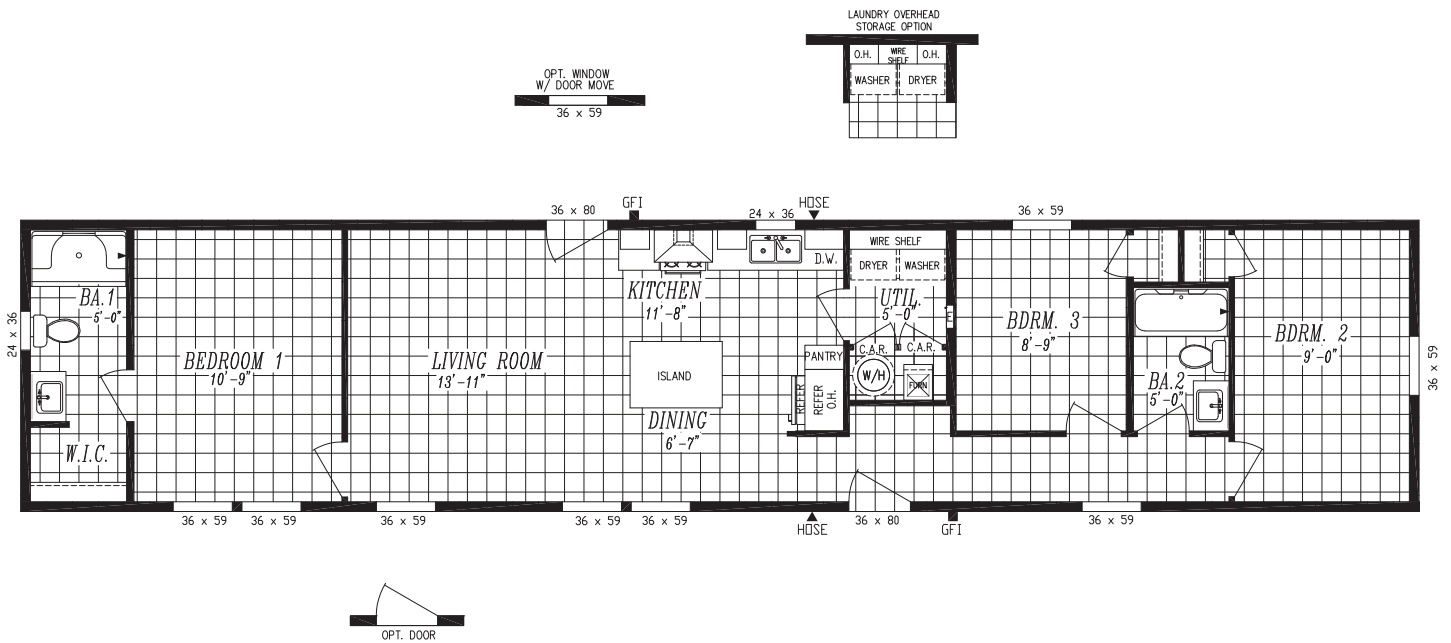 LAUNDRY OVERHEAD
STORAGE OPTION
O.H.
WIRE
SHELF
O.H.
WASHER
DRYER
OPT. WINDOW
W/ DOOR MOVE
36 x 59
36 x 80
GFI
24 x 36
HOSE
36 x 59
WIRE SHELF
D.W.
DRYER
WASHER
BA.1
5'-0"
KITCHEN
11'-8"
UTIL.
5'-0"
E
BDRM. 3
8'-9"
BDRM. 2
9'-0"
24 x 36
BEDROOM 1
10'-9"
LIVING ROOM
13'-11"
ISLAND
PANTRY
C.A.R.
C.A.R.
W/H
FURN
REFER
REFER
O.H.
BA.2
5'-0"
36 x 59
DINING
6'-7"
W.I.C.
36 x 59
36 x 59
36 x 59
36 x 59
36 x 59
HOSE
36 x 80
GFI
36 x 59
OPT. DOOR